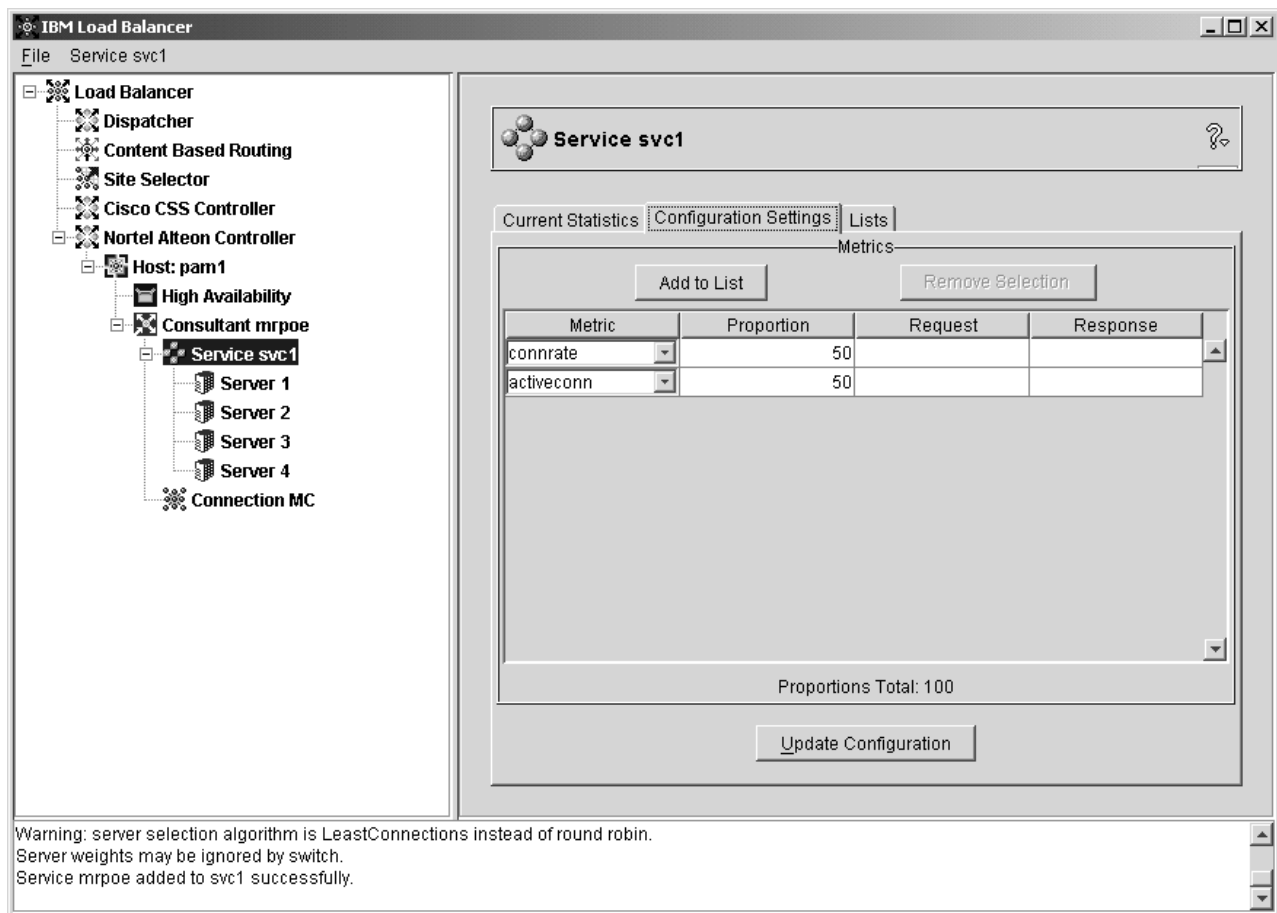 IBM Load Balancer
File Service svc1
Load Balancer
Dispatcher
Content Based Routing
Site Selector
Cisco CSS Controller
Nortel Alteon Controller
Host: pam1
High Availability
Consultant mrpoe
Service svc1
Server 1
Server 2
Server 3
Server 4
Connection MC
Service svc1
?
Current Statistics Configuration Settings Lists
Metrics
Add to List Remove Selection
Metric Proportion Request Response
connrate 50
activeconn 50
Proportions Total: 100
Update Configuration
Warning: server selection algorithm is LeastConnections instead of round robin.
Server weights may be ignored by switch.
Service mrpoe added to svc1 successfully.